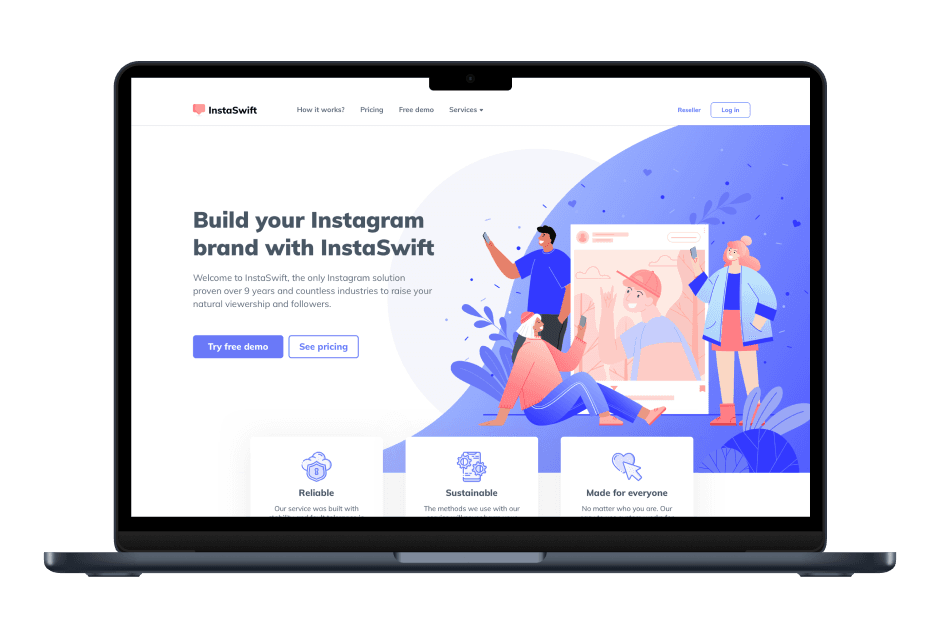 InstaSwift How it works? Pricing Free demo Services Reseller Log in
Build your Instagram
brand with InstaSwift
Welcome to InstaSwift, the only Instagram solution
proven over 9 years and countless industries to raise your
natural viewership and followers.
Try free demo See pricing
Reliable Sustainable Made for everyone
Our service was built with The methods we use with our No matter who you are. Our